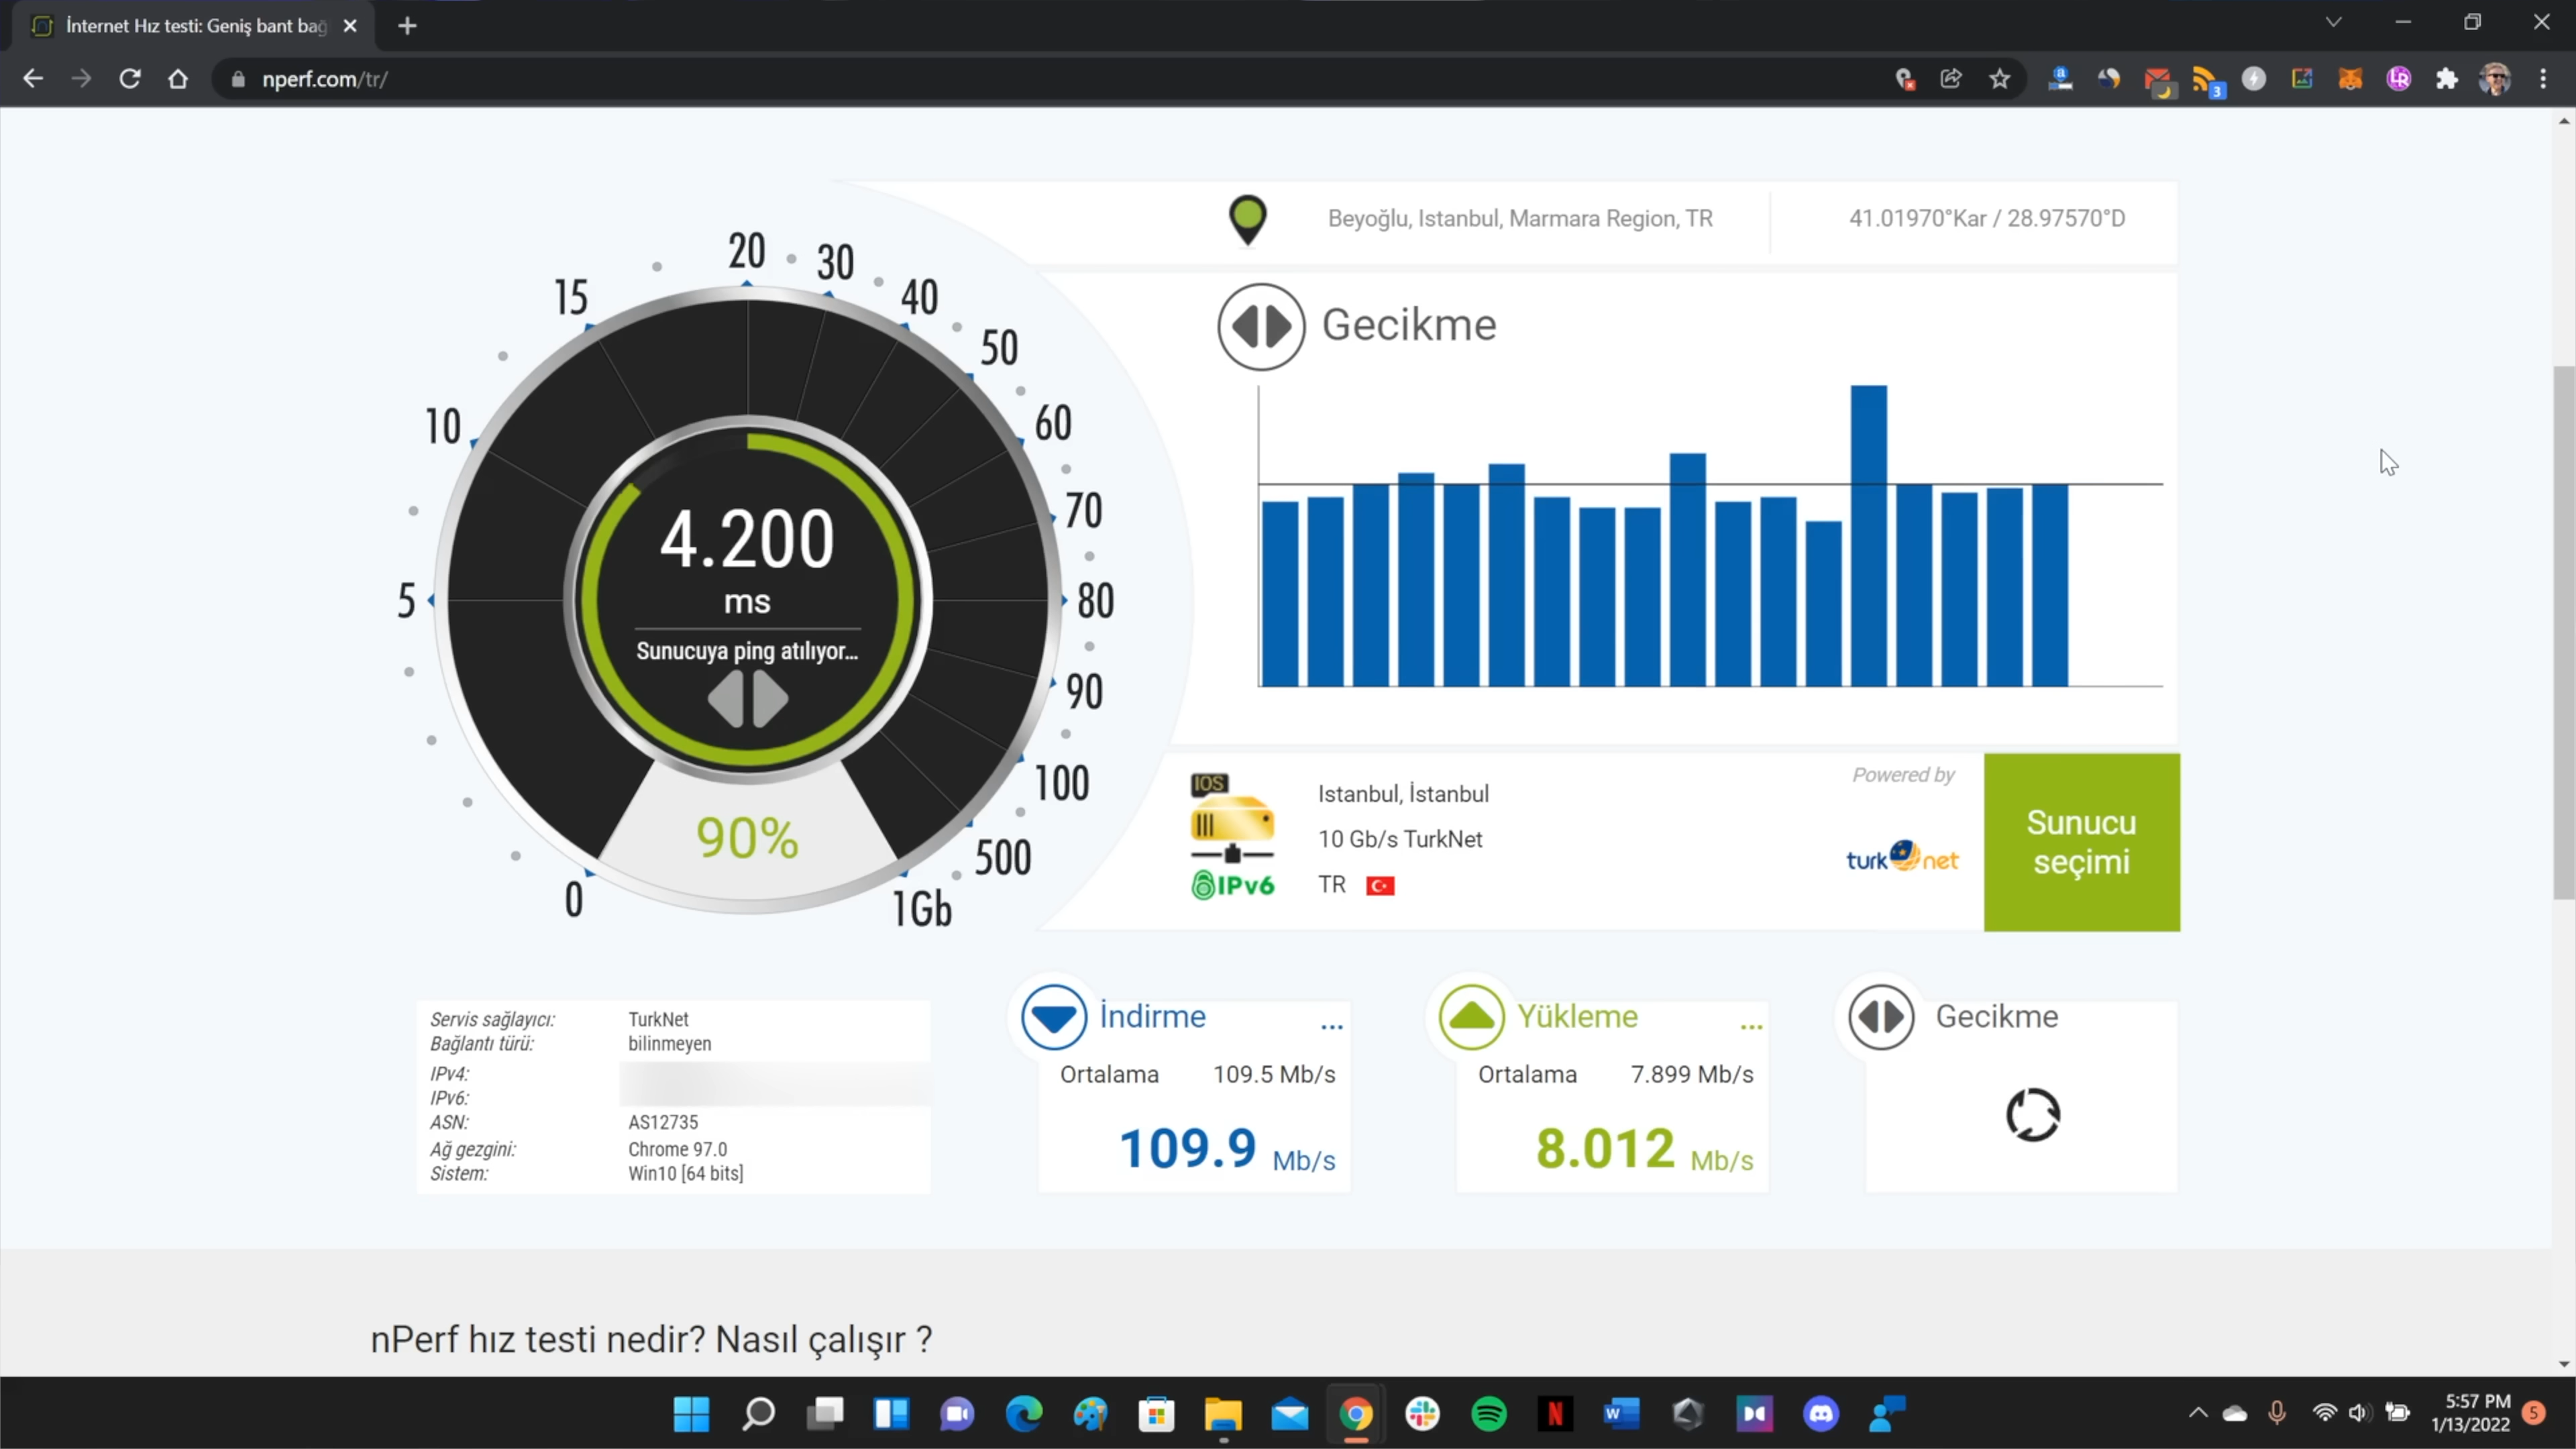 İnternet Hız testi: Geniş bant bağ
nperf.com/tr/
3
Beyoğlu, Istanbul, Marmara Region, TR
41.01970°Kar / 28.97570°D
Gecikme
0
5
10
15
20
30
40
50
60
70
80
90
100
500
1Gb
4.200
ms
Sunucuya ping atılıyor...
90%
IOS
IPv6
Istanbul, İstanbul
10 Gb/s TurkNet
TR
Powered by
turk net
Sunucu
seçimi
Servis sağlayıcı: TurkNet
Bağlantı türü: bilinmeyen
IPv4:
IPv6:
ASN: AS12735
Ağ gezgini: Chrome 97.0
Sistem: Win10 [64 bits]
İndirme ...
Ortalama 109.5 Mb/s
109.9 Mb/s
Yükleme ...
Ortalama 7.899 Mb/s
8.012 Mb/s
Gecikme
nPerf hız testi nedir? Nasıl çalışır ?
5:57 PM
1/13/2022
5